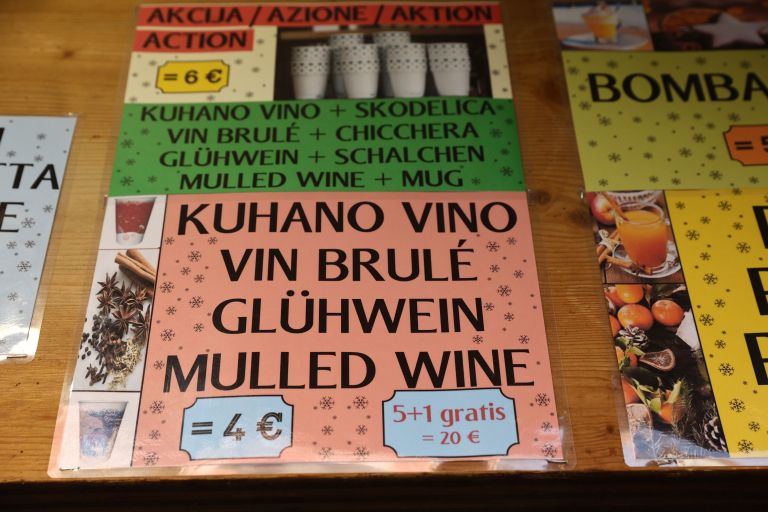 AKCIJA / AZIONE / AKTION
ACTION
= 6 €
KUHANO VINO + SKODELICA
VIN BRULÉ + CHICCHERA
GLÜHWEIN + SCHALCHEN
MULLED WINE + MUG
KUHANO VINO
VIN BRULÉ
GLÜHWEIN
MULLED WINE
= 4 €
5+1 gratis
= 20 €